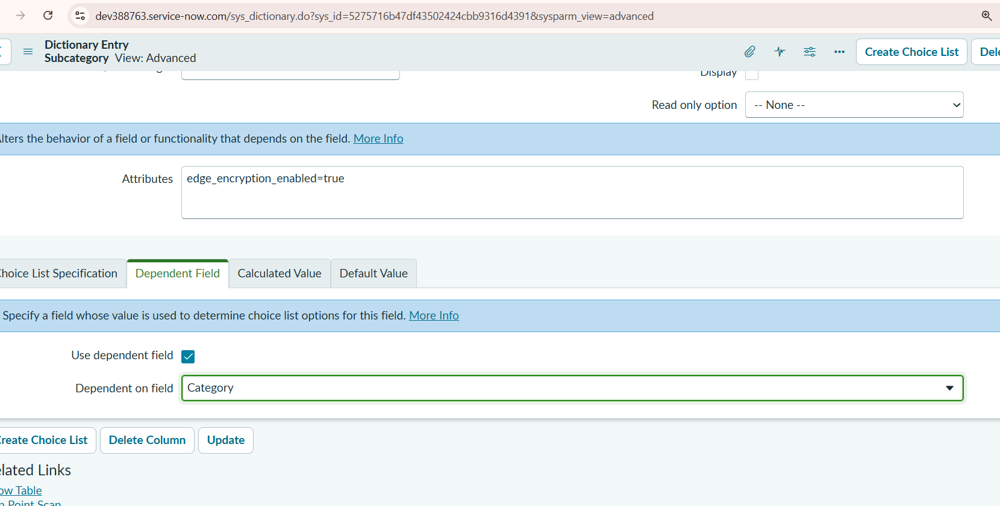 dev388763.service-now.com/sys_dictionary.do?sys_id=5275716b47df43502424cbb9316d4391&sysparm_view=advanced
Dictionary Entry
Subcategory View: Advanced
Create Choice List
Display
Read only option
-- None --
lters the behavior of a field or functionality that depends on the field. More Info
Attributes
edge_encryption_enabled=true
hoice List Specification
Dependent Field
Calculated Value
Default Value
Specify a field whose value is used to determine choice list options for this field. More Info
Use dependent field
Dependent on field
Category
reate Choice List
Delete Column
Update
lated Links
ow Table
Point Scan